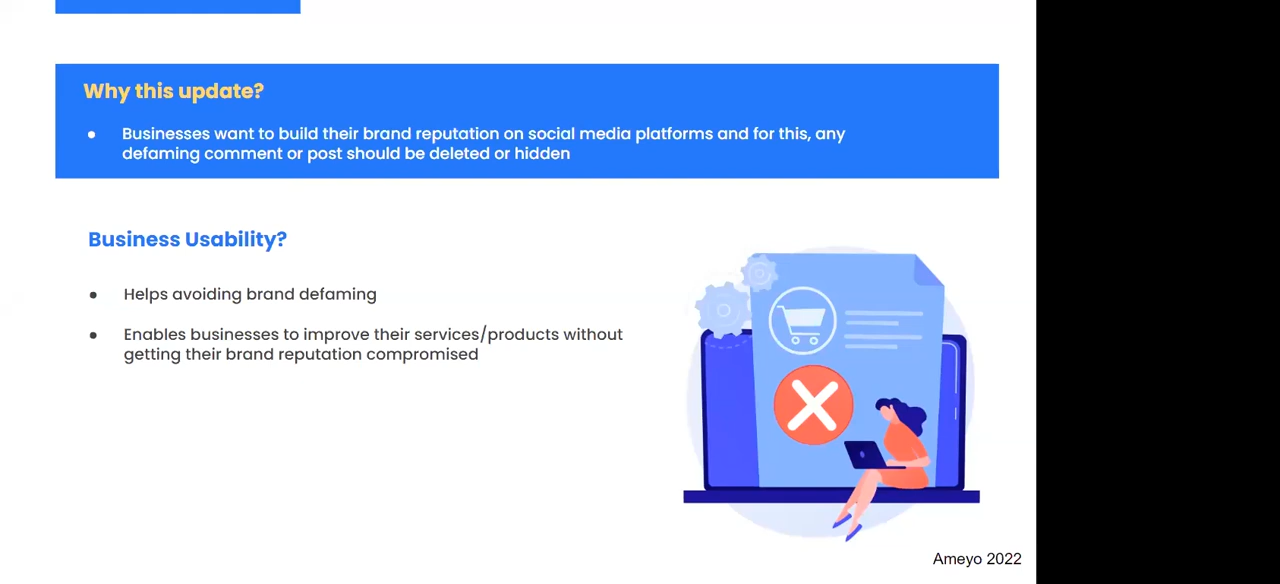 Why this update?
● Businesses want to build their brand reputation on social media platforms and for this, any
defaming comment or post should be deleted or hidden
Business Usability?
● Helps avoiding brand defaming
● Enables businesses to improve their services/products without
getting their brand reputation compromised
Ameyo 2022